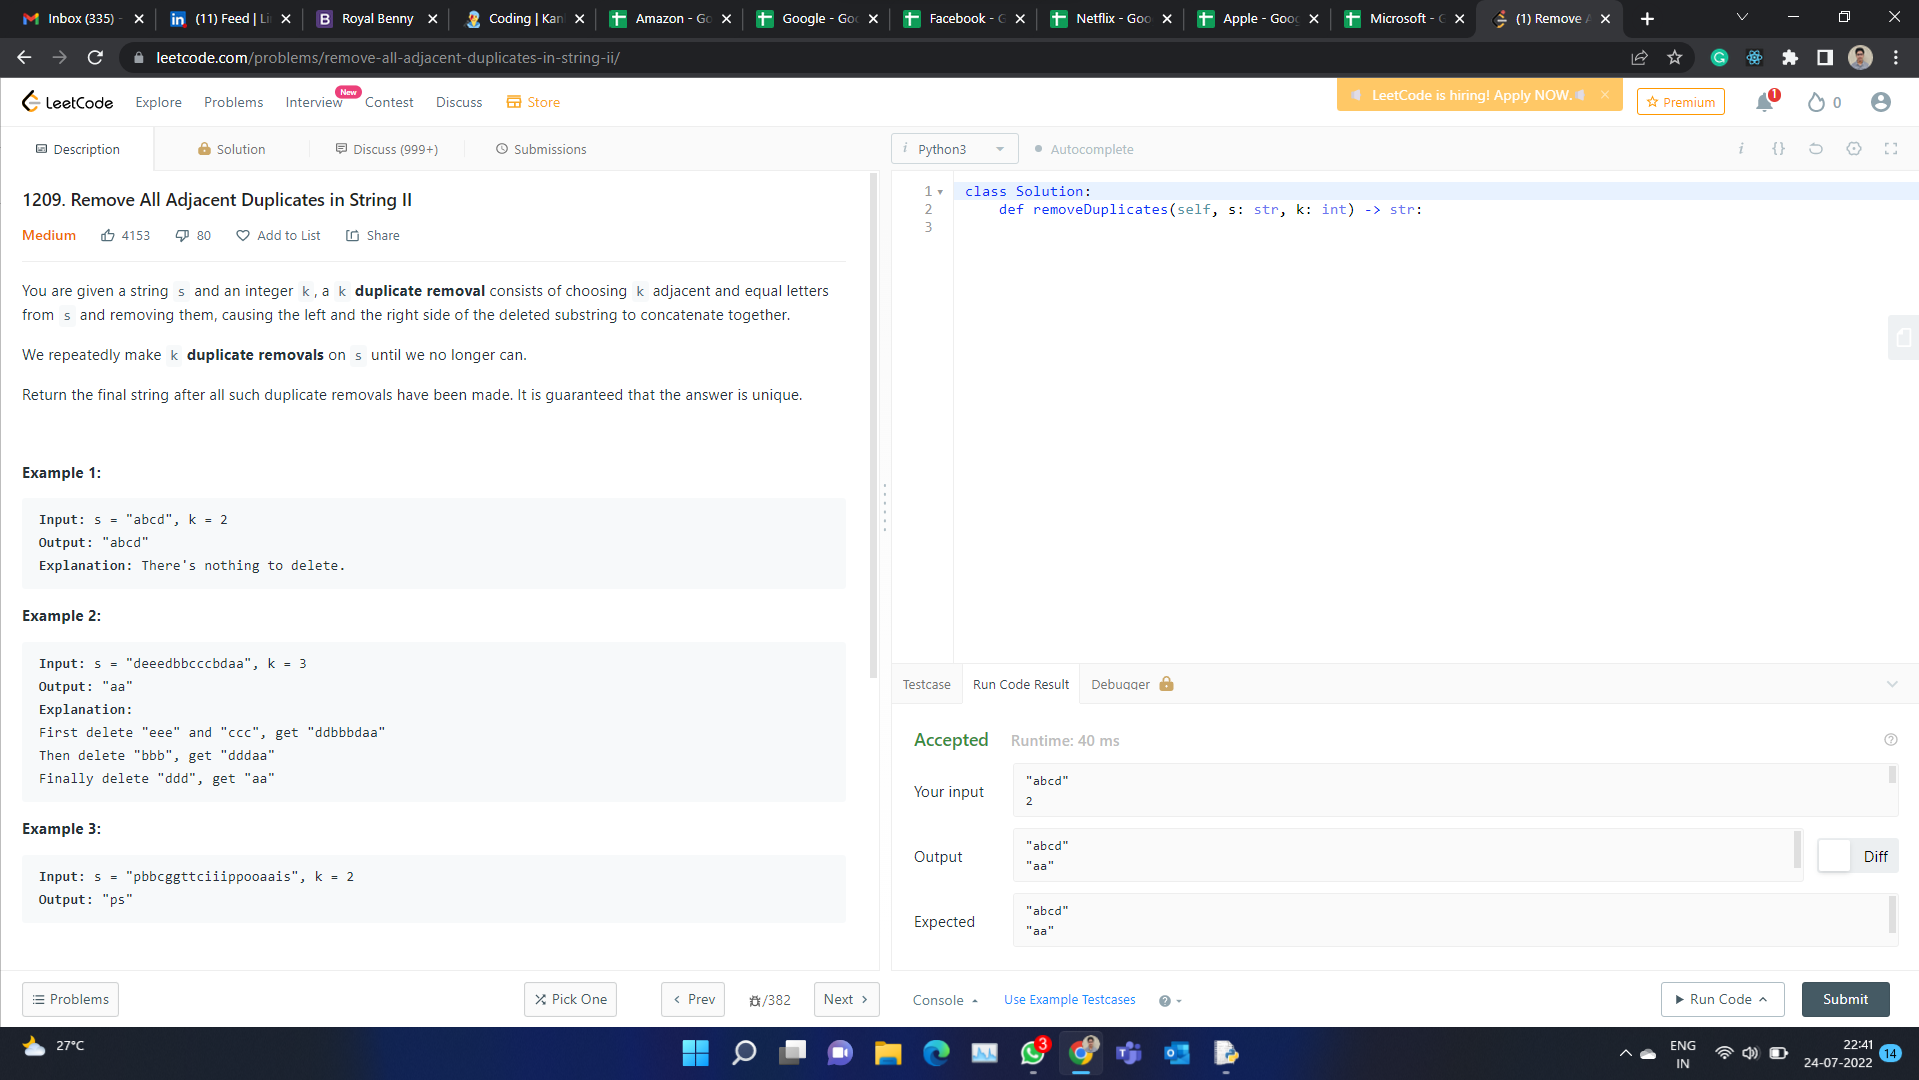 Inbox (335) -
(11) Feed | Li
Royal Benny
Coding | Kan
Amazon - Go
Google - Goo
Facebook - G
Netflix - Goo
Apple - Goog
Microsoft - G
(1) Remove A
leetcode.com/problems/remove-all-adjacent-duplicates-in-string-ii/
LeetCode
Explore
Problems
Interview
New
Contest
Discuss
Store
LeetCode is hiring! Apply NOW.
Premium
1
0
Description
Solution
Discuss (999+)
Submissions
i Python3
Autocomplete
i
{}
1209. Remove All Adjacent Duplicates in String II
Medium
4153
80
Add to List
Share
You are given a string s and an integer k, a k duplicate removal consists of choosing k adjacent and equal letters
from s and removing them, causing the left and the right side of the deleted substring to concatenate together.
We repeatedly make k duplicate removals on s until we no longer can.
Return the final string after all such duplicate removals have been made. It is guaranteed that the answer is unique.
Example 1:
Input: s = "abcd", k = 2
Output: "abcd"
Explanation: There's nothing to delete.
Example 2:
Input: s = "deeedbbcccbdaa", k = 3
Output: "aa"
Explanation:
First delete "eee" and "ccc", get "ddbbbdaa"
Then delete "bbb", get "dddaa"
Finally delete "ddd", get "aa"
Example 3:
Input: s = "pbbcggttciiippooaais", k = 2
Output: "ps"
1 class Solution:
2 def removeDuplicates(self, s: str, k: int) -> str:
3
Testcase
Run Code Result
Debugger
Accepted
Runtime: 40 ms
Your input
"abcd"
2
Output
"abcd"
"aa"
Diff
Expected
"abcd"
"aa"
Problems
Pick One
Prev
/382
Next
Console
Use Example Testcases
Run Code
Submit
27°C
3
ENG
IN
22:41
24-07-2022
14